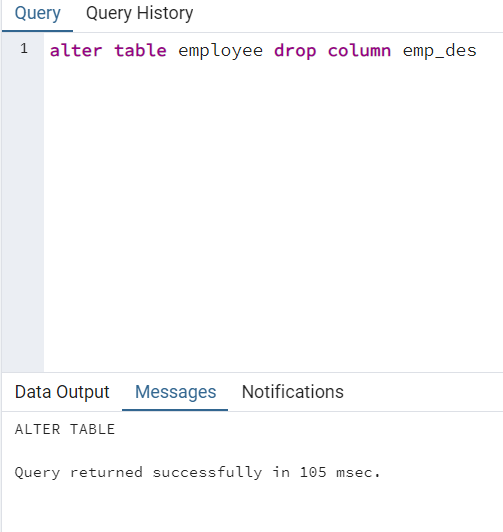 Query Query History
1 alter table employee drop column emp_des
Data Output Messages Notifications
ALTER TABLE
Query returned successfully in 105 msec.